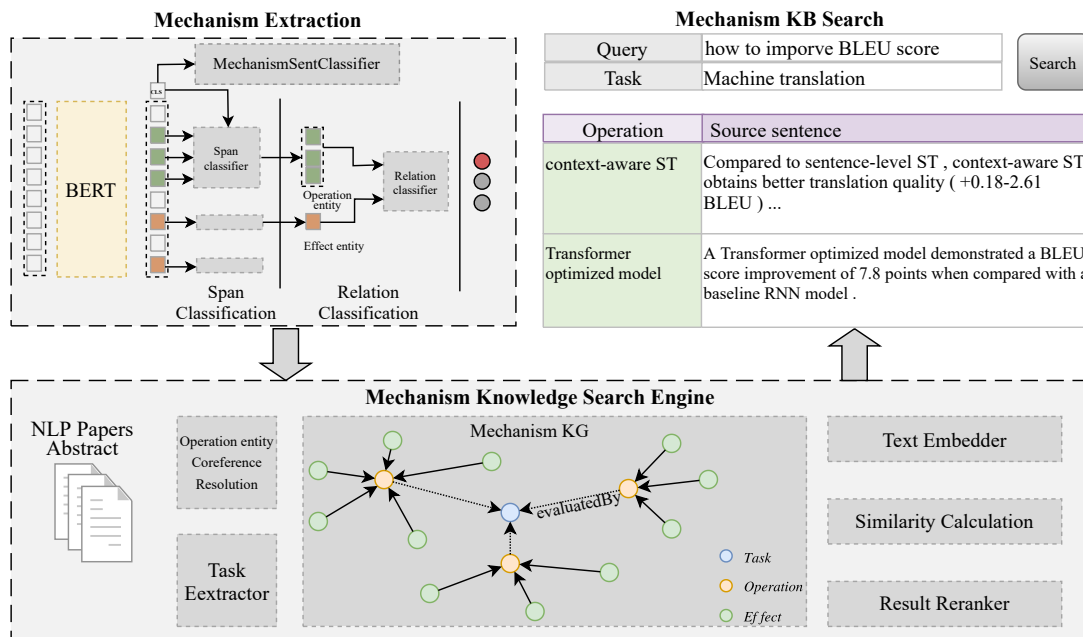 Mechanism Extraction
MechanismSentClassifier
CLS
BERT
Span
classifier
Operation
entity
Relation
classifier
Effect entity
Span
Classification
Relation
Classification
Mechanism KB Search
Query
how to imporve BLEU score
Task
Machine translation
Search
Operation
Source sentence
context-aware ST
Compared to sentence-level ST , context-aware ST
obtains better translation quality ( +0.18-2.61
BLEU ) ...
Transformer
optimized model
A Transformer optimized model demonstrated a BLEU
score improvement of 7.8 points when compared with a
baseline RNN model .
Mechanism Knowledge Search Engine
NLP Papers
Abstract
Operation entity
Coreference
Resolution
Task
Eextractor
Mechanism KG
evaluatedBy
Task
Operation
Ef fect
Text Embedder
Similarity Calculation
Result Reranker